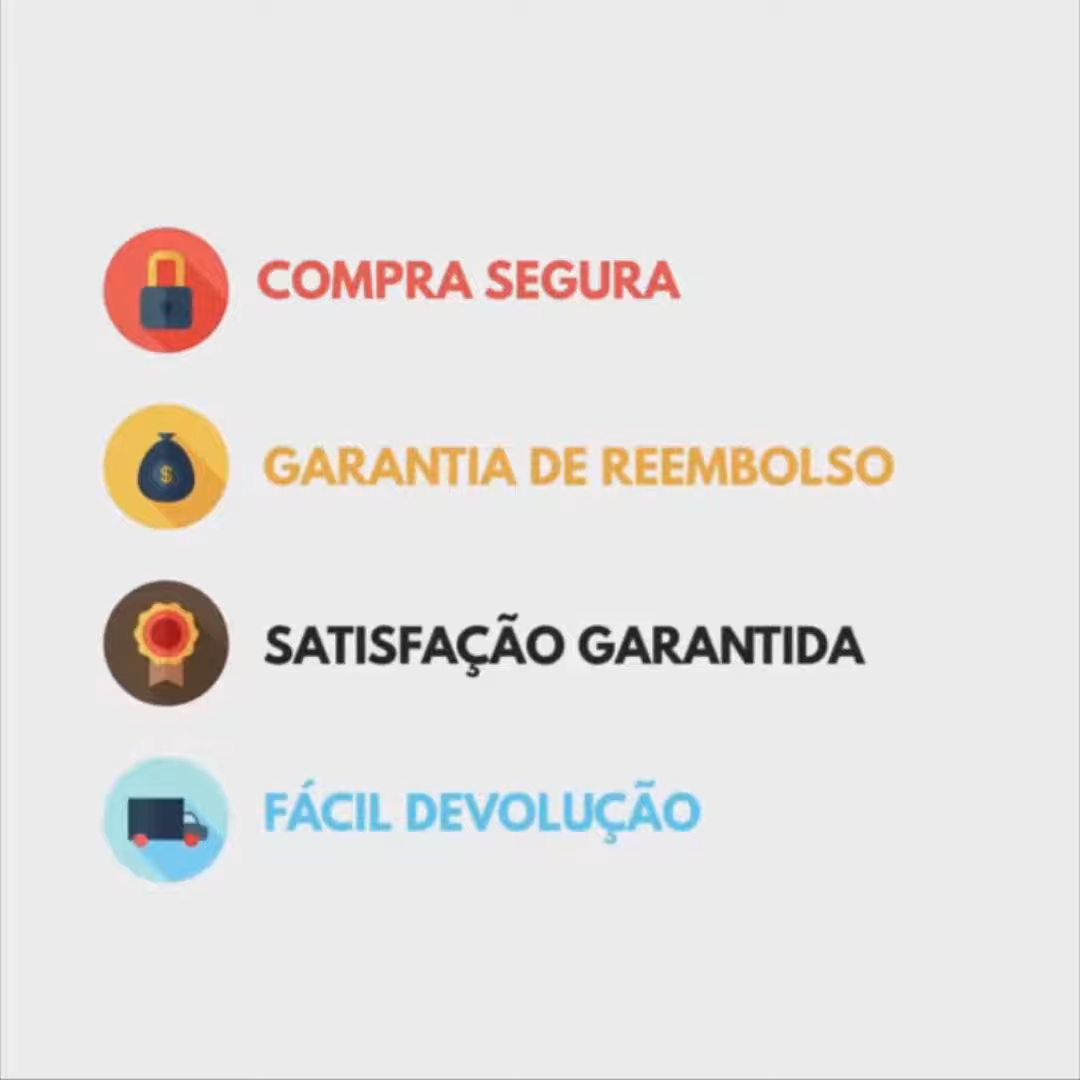 COMPRA SEGURA
GARANTIA DE REEMBOLSO
$
SATISFAÇÃO GARANTIDA
FÁCIL DEVOLUÇÃO